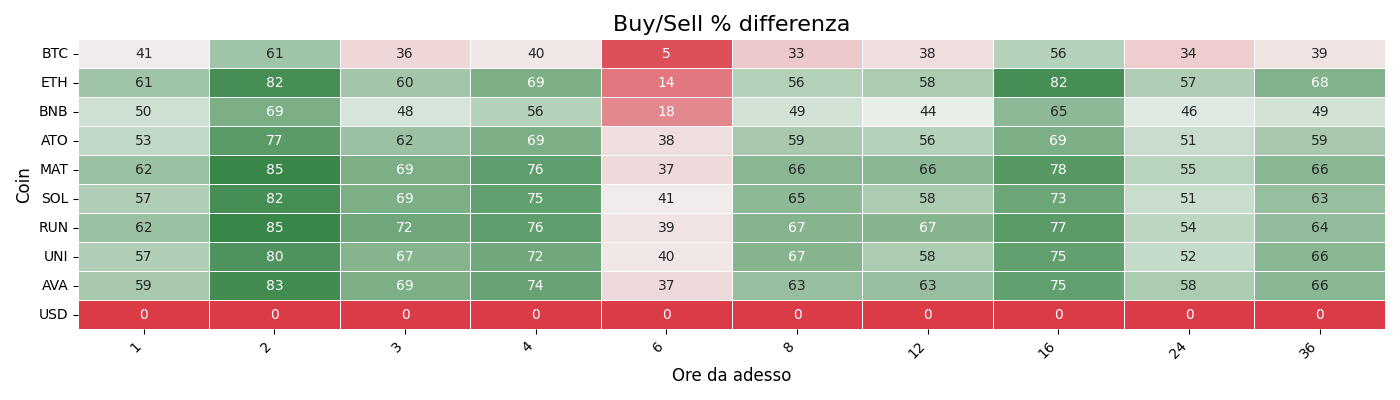 Buy/Sell % differenza
BTC 41 61 36 40 5 33 38 56 34 39
ETH 61 82 60 69 14 56 58 82 57 68
BNB 50 69 48 56 18 49 44 65 46 49
ATO 53 77 62 69 38 59 56 69 51 59
MAT 62 85 69 76 37 66 66 78 55 66
SOL 57 82 69 75 41 65 58 73 51 63
RUN 62 85 72 76 39 67 67 77 54 64
UNI 57 80 67 72 40 67 58 75 52 66
AVA 59 83 69 74 37 63 63 75 58 66
USD 0 0 0 0 0 0 0 0 0 0
Coin
1 2 3 4 6 8 12 16 24 36
Ore da adesso